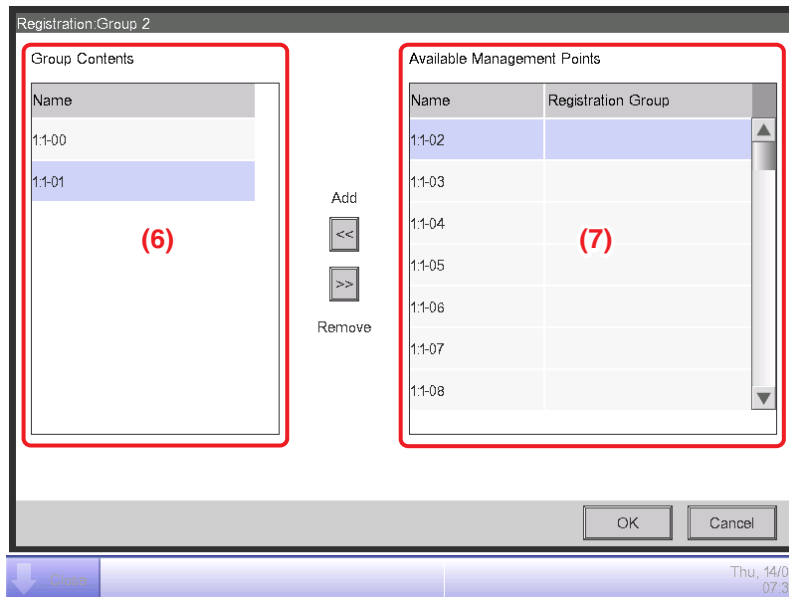 Registration:Group 2
Group Contents
Available Management Points
Name
Name Registration Group
1:1-00
1:1-01
1:1-02
1:1-03
1:1-04
1:1-05
1:1-06
1:1-07
1:1-08
Add
<<
>>
Remove
(6)
(7)
OK Cancel
Close
Thu, 14/0
07:3